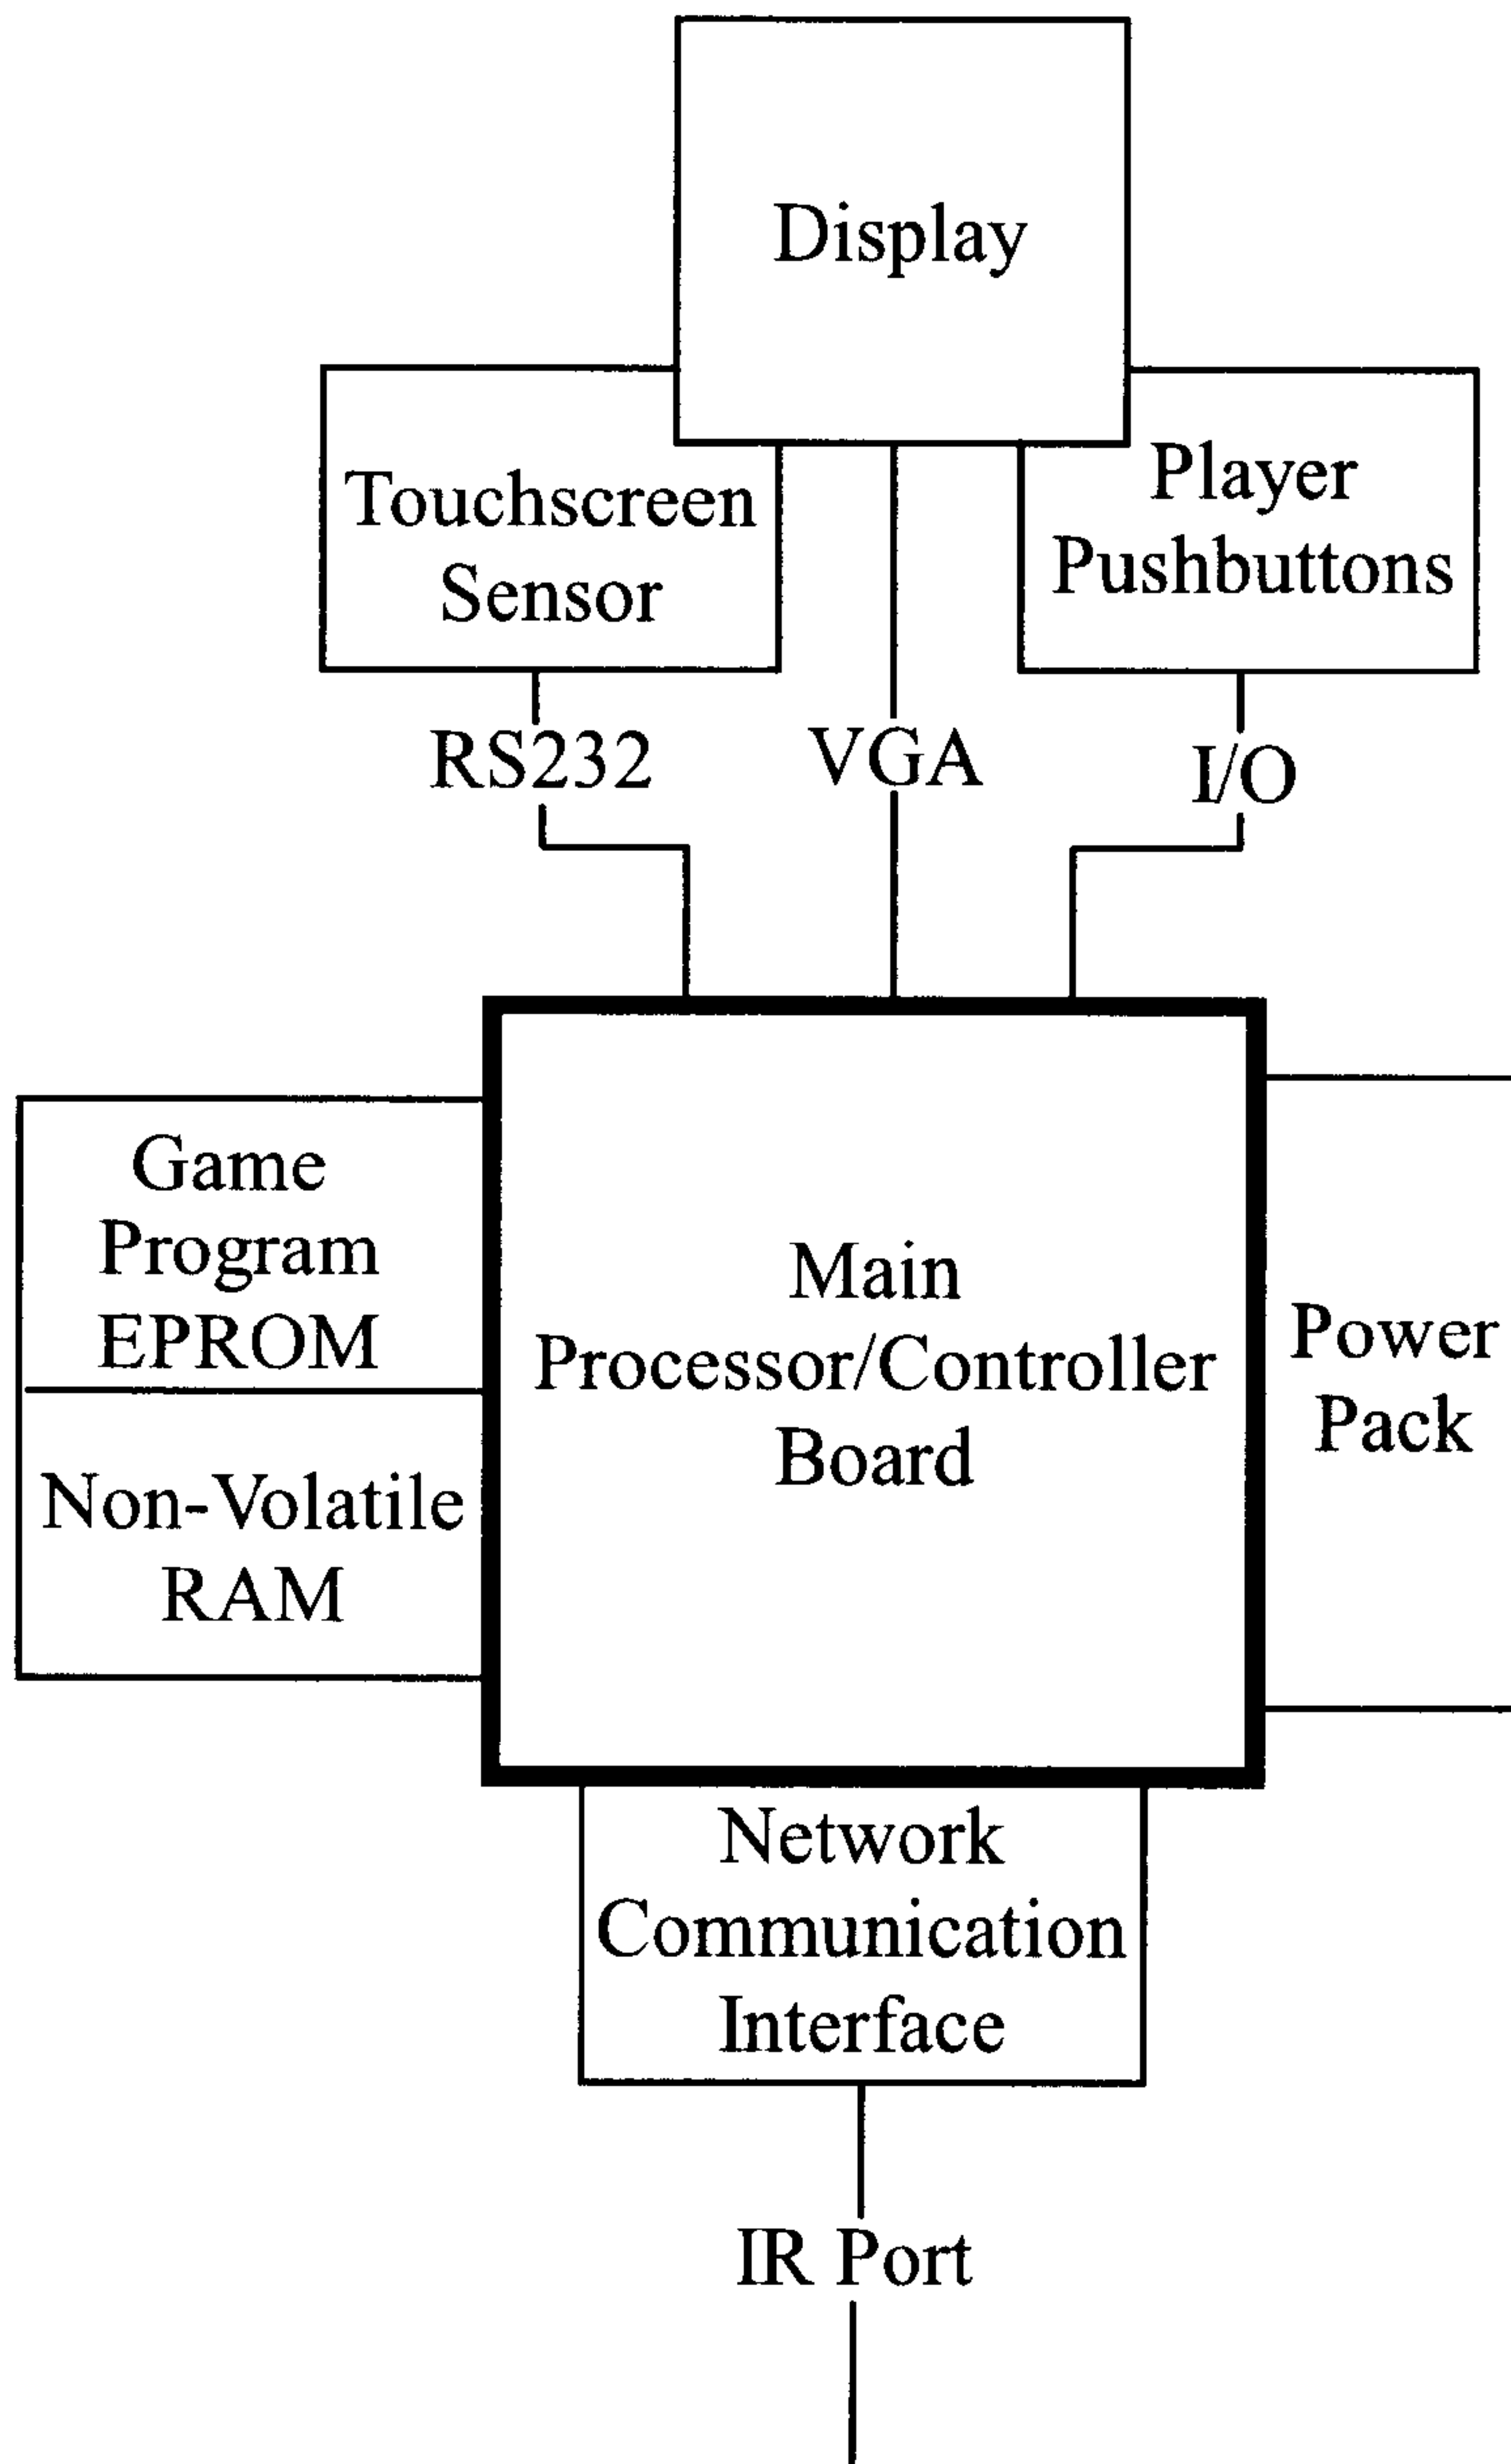 Display
Touchscreen
Sensor
Player
Pushbuttons
RS232
VGA
I/O
Game
Program
EPROM
Non-Volatile
RAM
Main
Processor/Controller
Board
Power
Pack
Network
Communication
Interface
IR Port